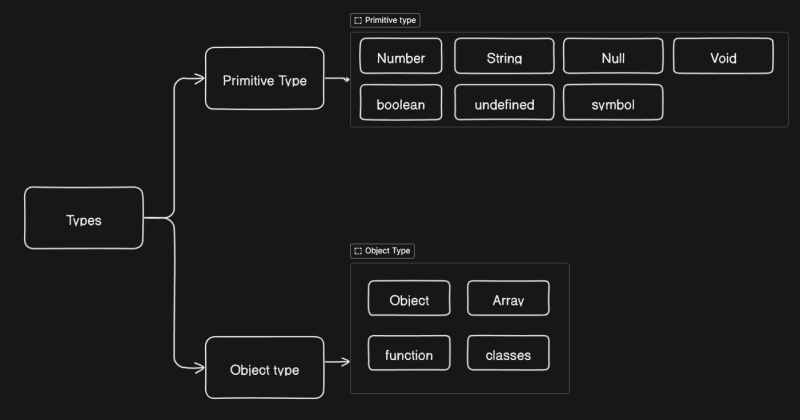 Primitive type
Number
String
Null
Void
Primitive Type
boolean
undefined
symbol
Types
Object Type
Object
Array
function
classes
Object type